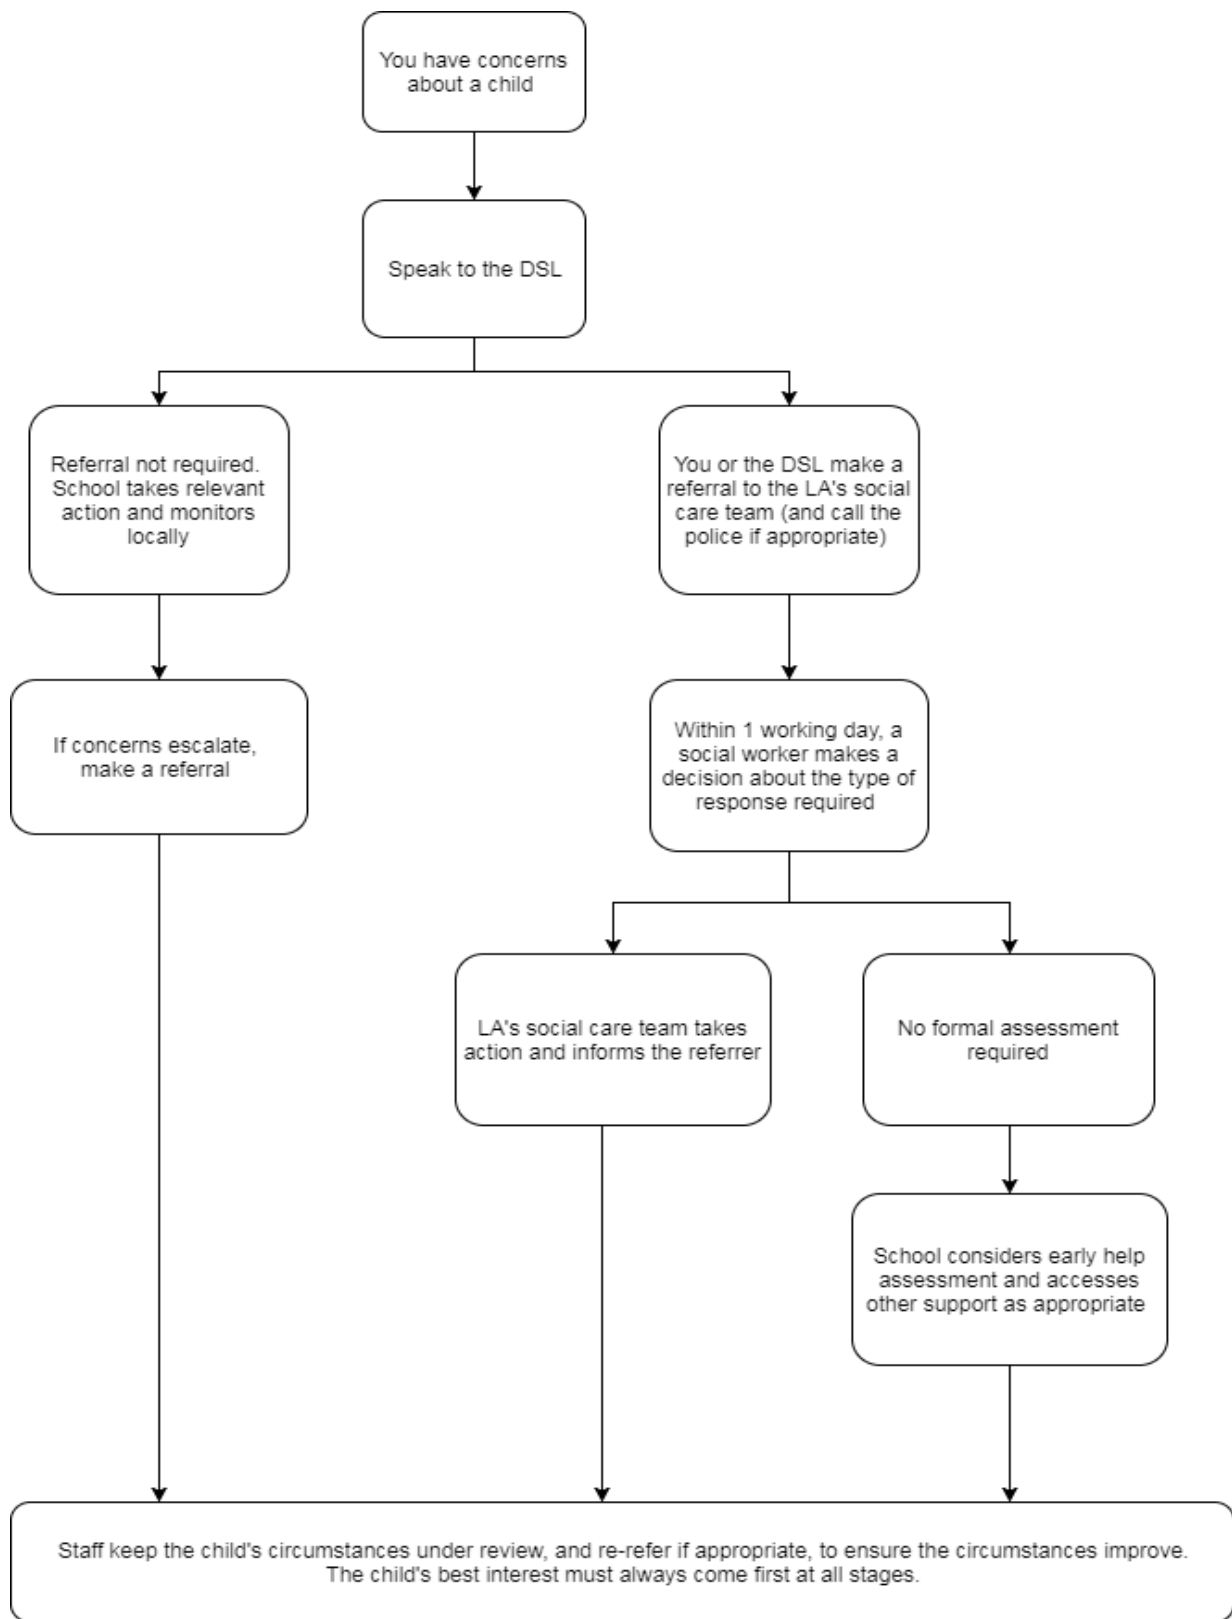 You have concerns
about a child
Speak to the DSL
Referral not required.
School takes relevant
action and monitors
locally
You or the DSL make a
referral to the LA's social
care team (and call the
police if appropriate)
If concerns escalate,
make a referral
Within 1 working day, a
social worker makes a
decision about the type of
response required
LA's social care team takes
action and informs the referrer
No formal assessment
required
School considers early help
assessment and accesses
other support as appropriate
Staff keep the child's circumstances under review, and re-refer if appropriate, to ensure the circumstances improve.
The child's best interest must always come first at all stages.